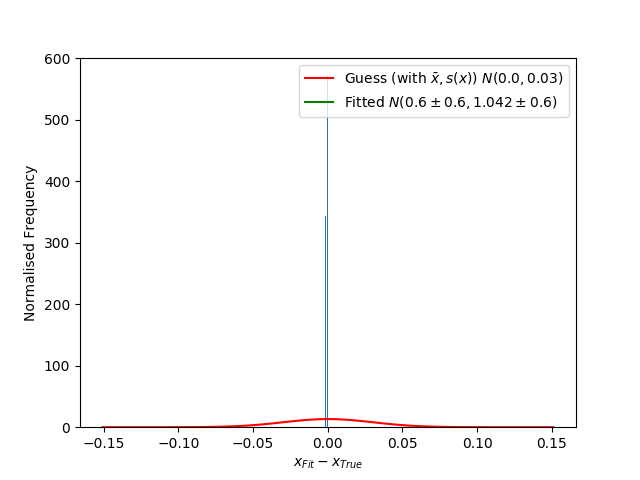 600
500
400
300
200
100
0
Normalised Frequency
Guess (with x̄, s(x)) N(0.0, 0.03)
Fitted N(0.6 ± 0.6, 1.042 ± 0.6)
−0.15 −0.10 −0.05 0.00 0.05 0.10 0.15
x_Fit − x_True